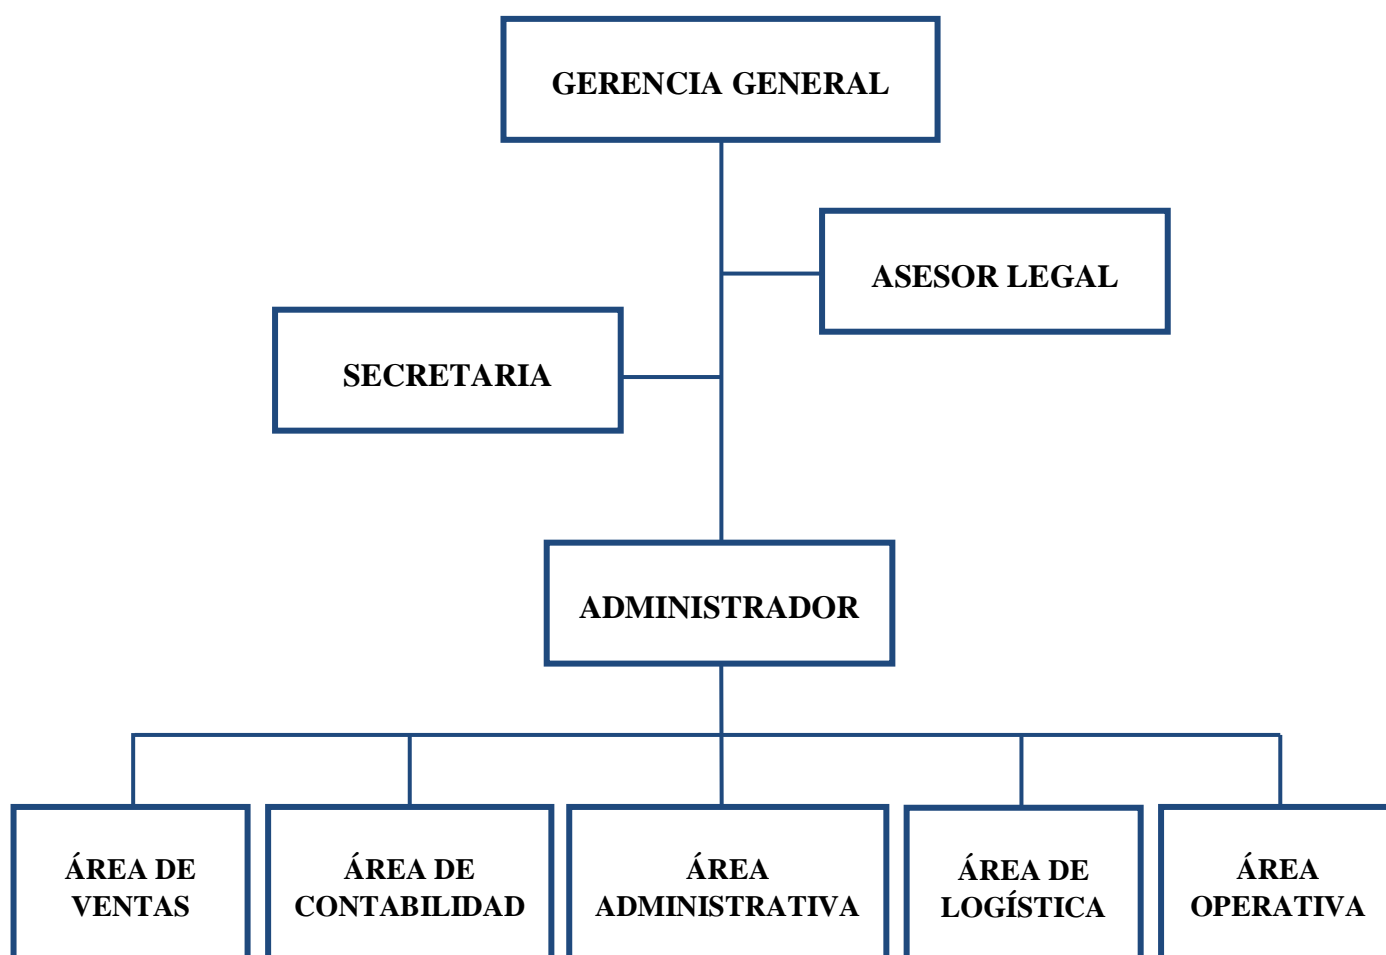 GERENCIA GENERAL
ASESOR LEGAL
SECRETARIA
ADMINISTRADOR
ÁREA DE
VENTAS
ÁREA DE
CONTABILIDAD
ÁREA
ADMINISTRATIVA
ÁREA DE
LOGÍSTICA
ÁREA
OPERATIVA